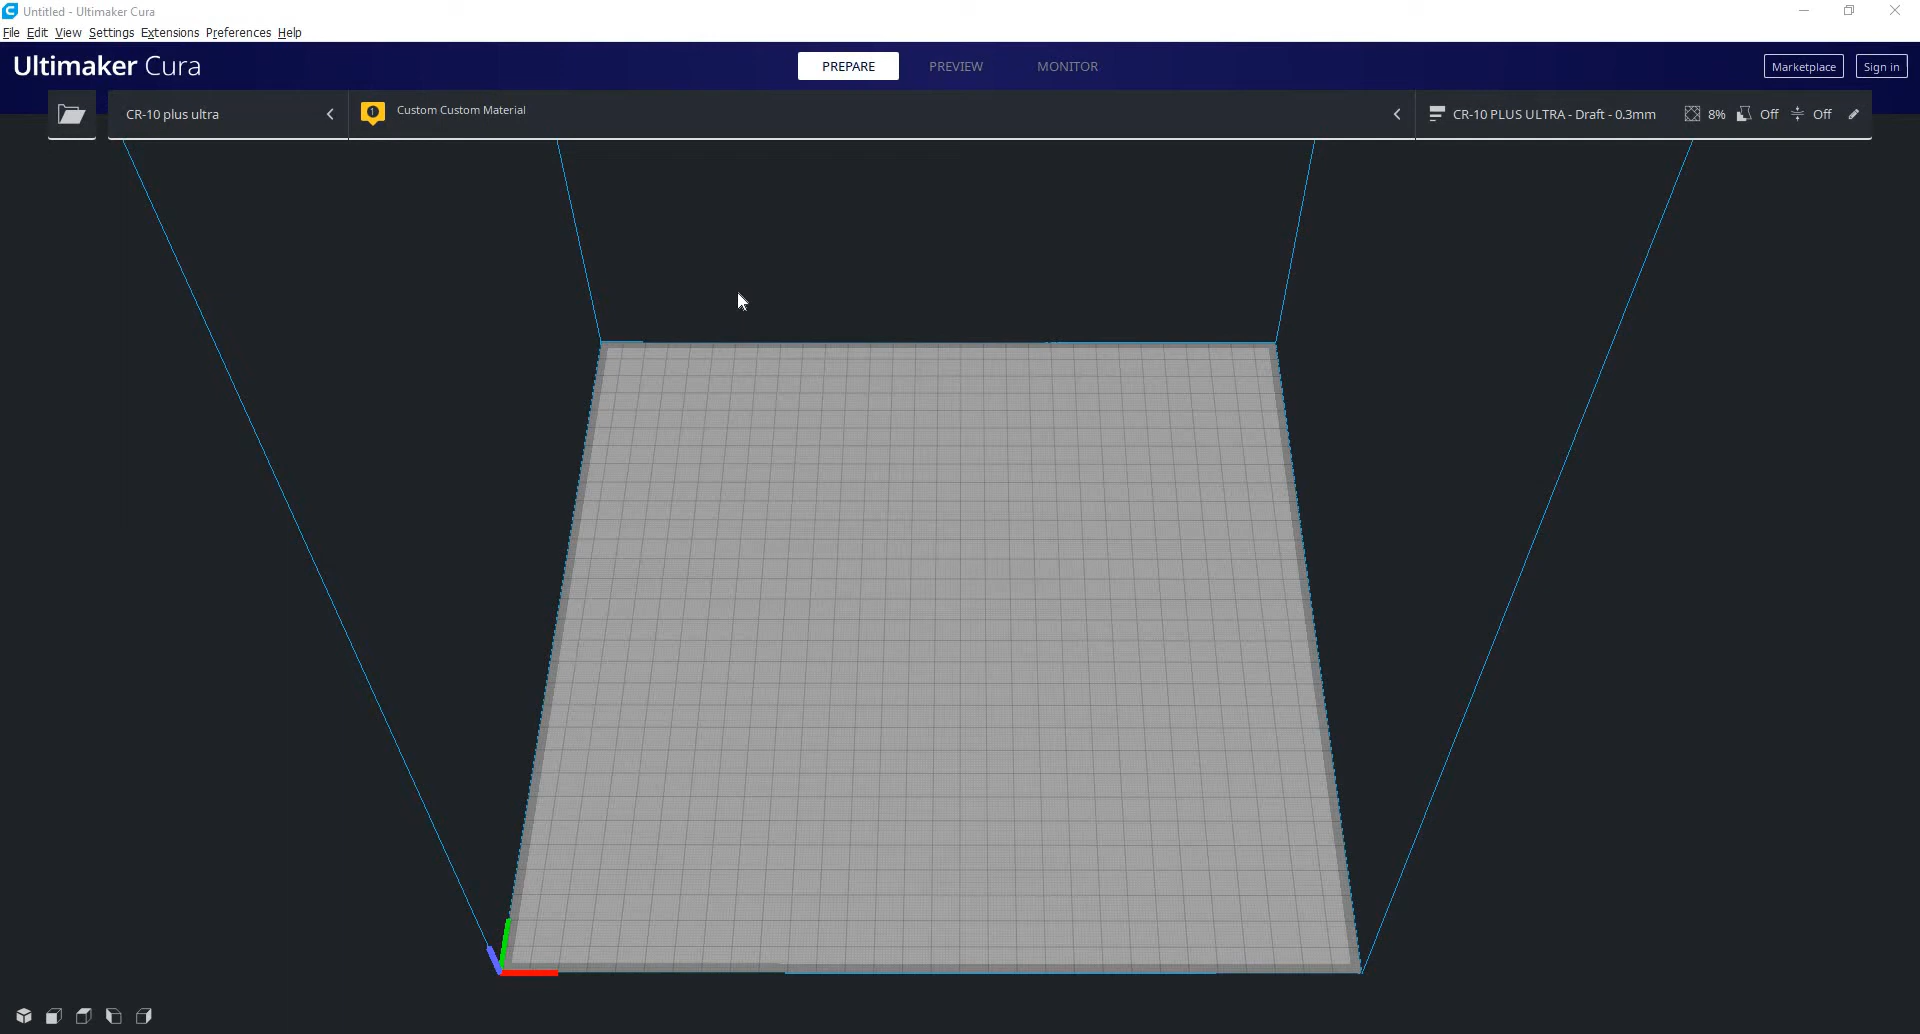 Untitled - Ultimaker Cura
File Edit View Settings Extensions Preferences Help
Ultimaker Cura
PREPARE
PREVIEW
MONITOR
Marketplace
Sign in
CR-10 plus ultra
1
Custom Custom Material
CR-10 PLUS ULTRA - Draft - 0.3mm
8%
Off
Off